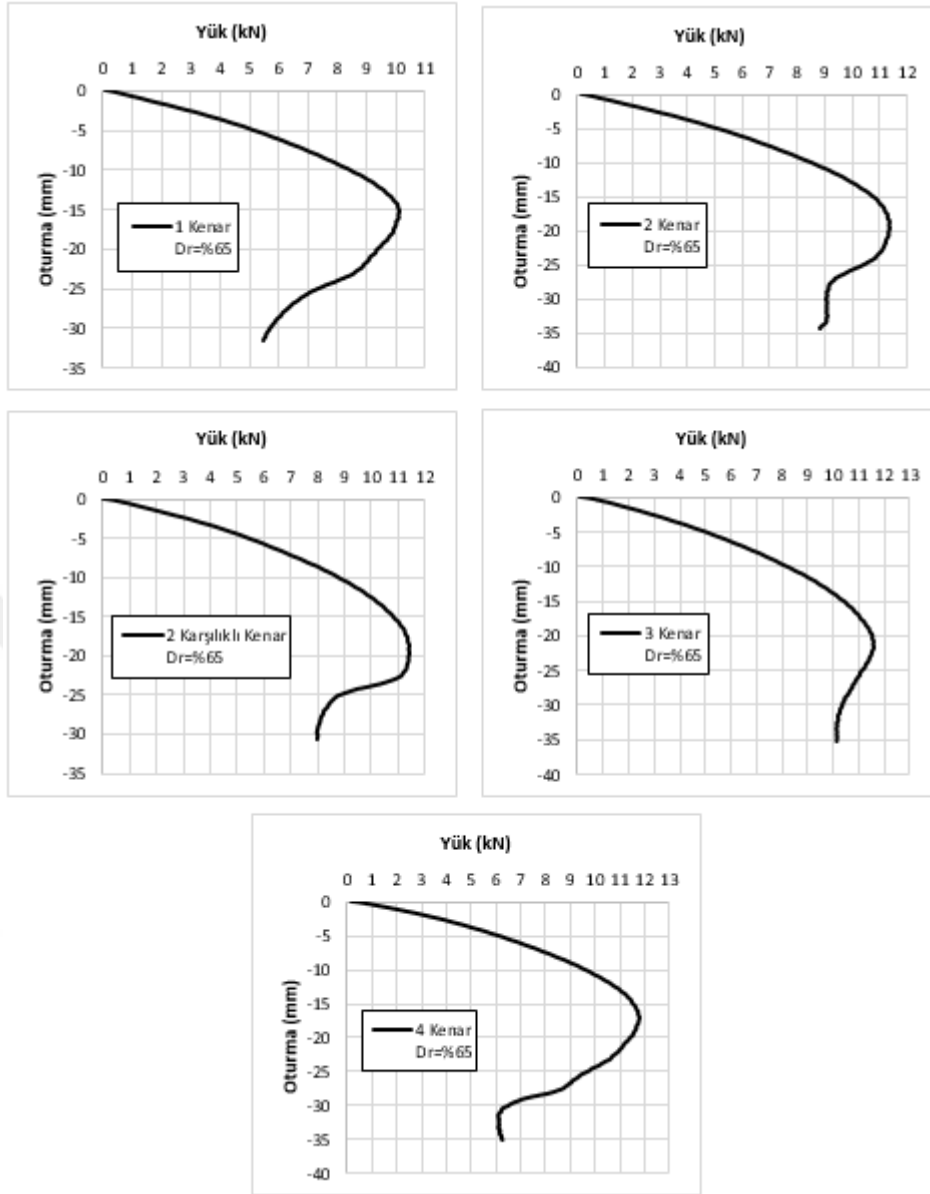 Yük (kN)
0 1 2 3 4 5 6 7 8 9 10 11
0
-5
-10
-15
-20
-25
-30
-35
Oturma (mm)
1 Kenar
Dr=%65
Yük (kN)
0 1 2 3 4 5 6 7 8 9 10 11 12
0
-5
-10
-15
-20
-25
-30
-35
-40
Oturma (mm)
2 Kenar
Dr=%65
Yük (kN)
0 1 2 3 4 5 6 7 8 9 10 11 12
0
-5
-10
-15
-20
-25
-30
-35
Oturma (mm)
2 Karşılıklı Kenar
Dr=%65
Yük (kN)
0 1 2 3 4 5 6 7 8 9 10 11 12 13
0
-5
-10
-15
-20
-25
-30
-35
-40
Oturma (mm)
3 Kenar
Dr=%65
Yük (kN)
0 1 2 3 4 5 6 7 8 9 10 11 12 13
0
-5
-10
-15
-20
-25
-30
-35
-40
Oturma (mm)
4 Kenar
Dr=%65